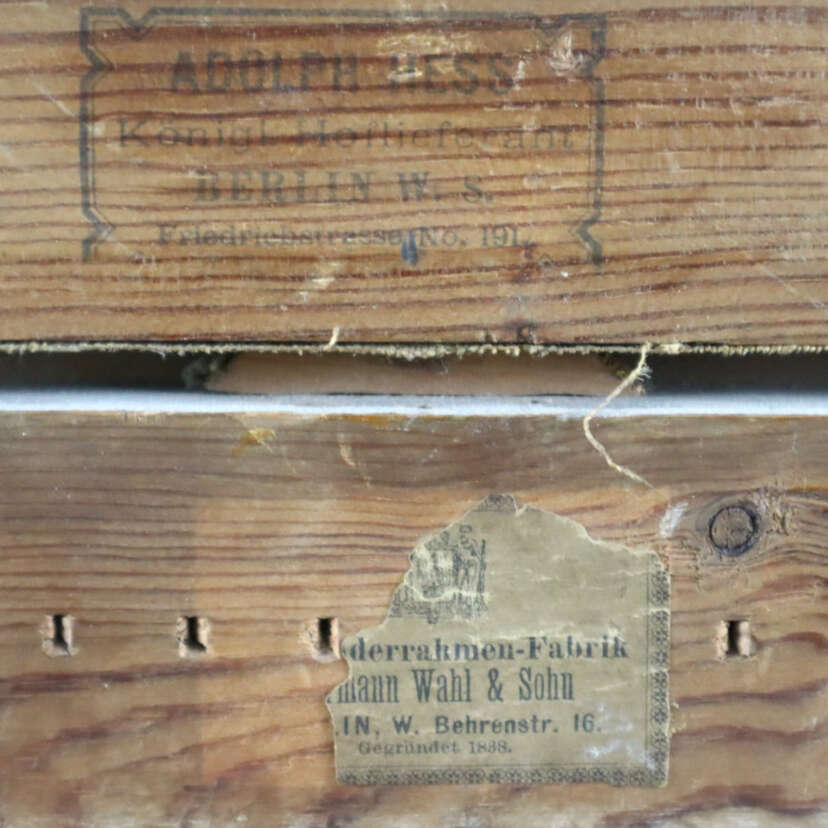 ADOLPH HESS
Königl. Hoflieferant
BERLIN W. 8.
Friedrichstrasse No. 191.
derrahmen-Fabrik
mann Wahl & Sohn
IN, W. Behrenstr. 16.
Gegründet 1838.